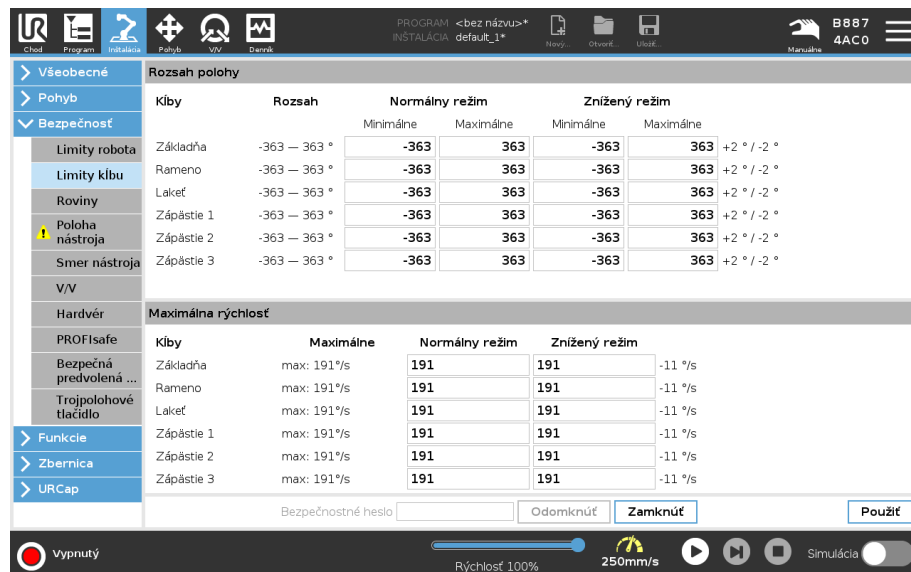 Chod
Program
Inštalácia
Pohyb
V/V
Denník
PROGRAM <bez názvu>*
INŠTALÁCIA default_1*
Nový...
Otvoriť...
Uložiť...
Manuálne
B887
4AC0
Všeobecné
Pohyb
Bezpečnosť
Limity robota
Limity kĺbu
Roviny
Poloha
nástroja
Smer nástroja
V/V
Hardvér
PROFIsafe
Bezpečná
predvolená ...
Trojpolohové
tlačidlo
Funkcie
Zbernica
URCap
Rozsah polohy
Kĺby Rozsah Normálny režim Znížený režim
Minimálne Maximálne Minimálne Maximálne
Základňa -363 — 363 ° -363 363 -363 363 +2 ° / -2 °
Rameno -363 — 363 ° -363 363 -363 363 +2 ° / -2 °
Lakeť -363 — 363 ° -363 363 -363 363 +2 ° / -2 °
Zápästie 1 -363 — 363 ° -363 363 -363 363 +2 ° / -2 °
Zápästie 2 -363 — 363 ° -363 363 -363 363 +2 ° / -2 °
Zápästie 3 -363 — 363 ° -363 363 -363 363 +2 ° / -2 °
Maximálna rýchlosť
Kĺby Maximálne Normálny režim Znížený režim
Základňa max: 191°/s 191 191 -11 °/s
Rameno max: 191°/s 191 191 -11 °/s
Lakeť max: 191°/s 191 191 -11 °/s
Zápästie 1 max: 191°/s 191 191 -11 °/s
Zápästie 2 max: 191°/s 191 191 -11 °/s
Zápästie 3 max: 191°/s 191 191 -11 °/s
Bezpečnostné heslo Odomknúť Zamknúť Použiť
Vypnutý
Rýchlosť 100%
250mm/s
Simulácia